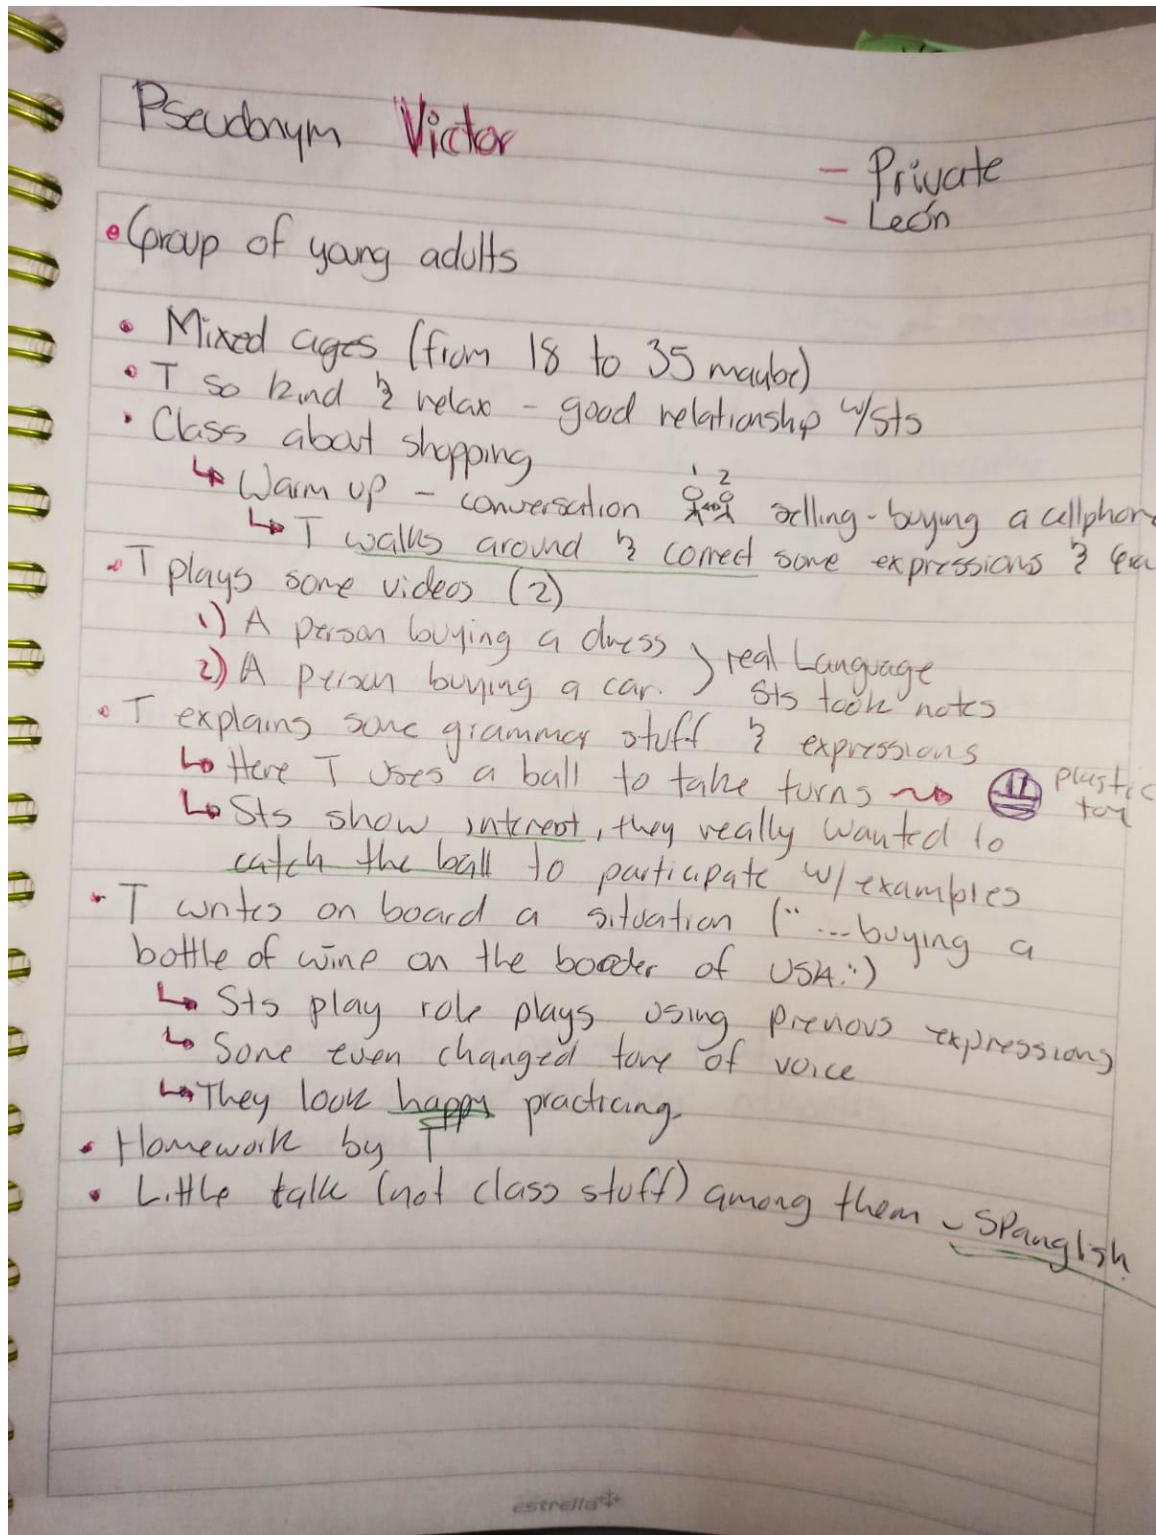 Pseudonym Victor
- Private
- León
• Group of young adults
• Mixed ages (from 18 to 35 maybe)
• T so kind & relax - good relationship w/sts
• Class about shopping
↳ Warm up - conversation 1 2 selling-buying a cellphon
↳ T walks around & correct some expressions &
• T plays some videos (2)
1) A person buying a dress
2) A person buying a car.
} real Language
sts took notes
• T explains some grammar stuff & expressions
↳ Here T uses a ball to take turns
plastic
toy
↳ Sts show interest, they really wanted to
catch the ball to participate w/ examples
• T writes on board a situation ("...buying a
bottle of wine on the border of USA.")
↳ Sts play role plays using previous expressions
↳ Some even changed tone of voice
↳ They look happy practicing
• Homework by T
• Little talk (not class stuff) among them - Spanglish.
estrella